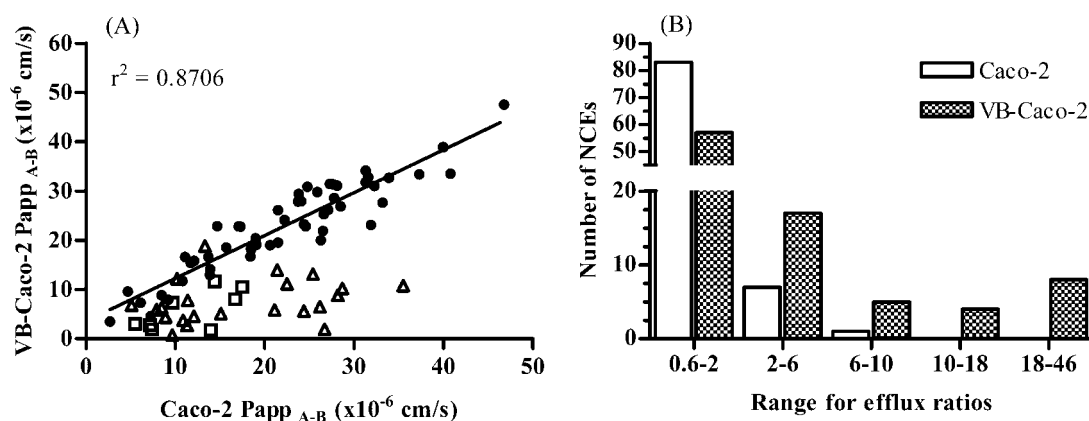 (A)
r² = 0.8706
VB-Caco-2 Papp A-B (x10⁻⁶ cm/s)
60
50
40
30
20
10
0
0 10 20 30 40 50
Caco-2 Papp A-B (x10⁻⁶ cm/s)
(B)
Caco-2
VB-Caco-2
Number of NCEs
90
80
70
60
50
20
10
0
0.6-2 2-6 6-10 10-18 18-46
Range for efflux ratios